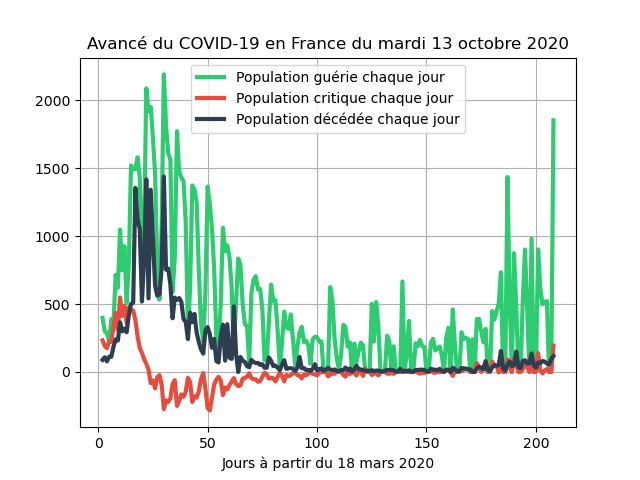 Avancé du COVID-19 en France du mardi 13 octobre 2020
Population guérie chaque jour
Population critique chaque jour
Population décédée chaque jour
2000
1500
1000
500
0
0 50 100 150 200
Jours à partir du 18 mars 2020